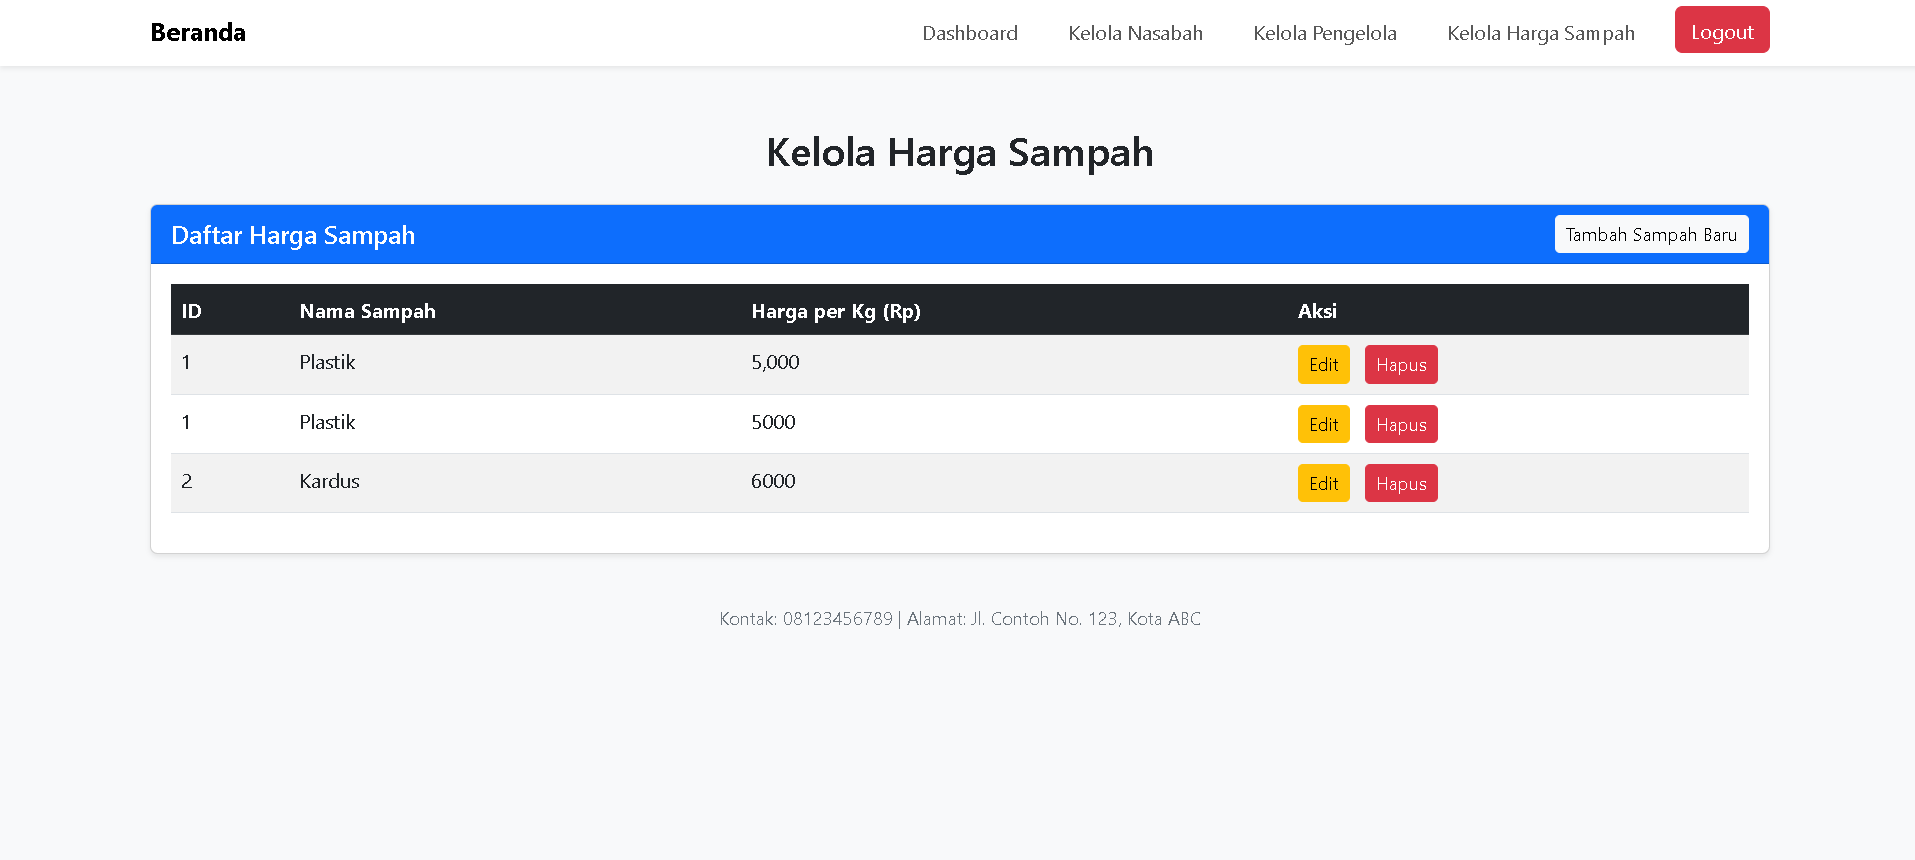 Beranda Dashboard Kelola Nasabah Kelola Pengelola Kelola Harga Sampah Logout
Kelola Harga Sampah
Daftar Harga Sampah Tambah Sampah Baru
ID Nama Sampah Harga per Kg (Rp) Aksi
1 Plastik 5,000 Edit Hapus
1 Plastik 5000 Edit Hapus
2 Kardus 6000 Edit Hapus
Kontak: 08123456789 | Alamat: Jl. Contoh No. 123, Kota ABC